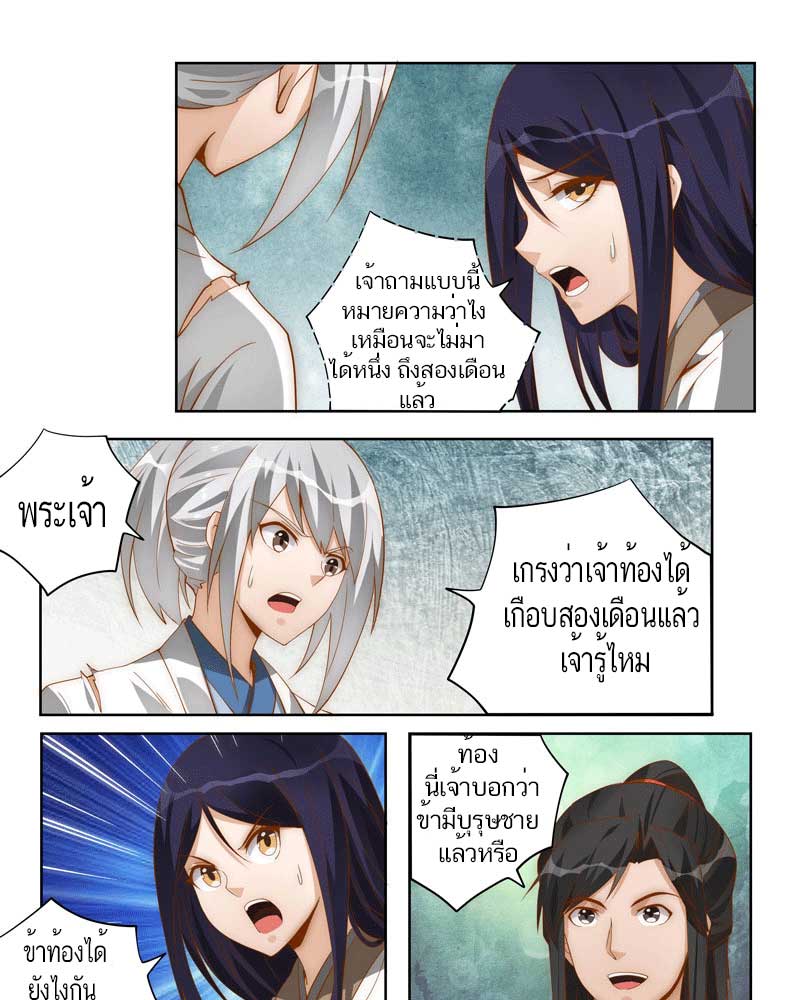 เจ้าถามแบบนี้
หมายความว่าไง
เหมือนจะไม่มา
ได้หนึ่ง ถึงสองเดือน
แล้ว
พระเจ้า
เกรงว่าเจ้าท้องได้
เกือบสองเดือนแล้ว
เจ้ารู้ไหม
ข้าท้องได้
ยังไงกัน
ท้อง
นี่เจ้าบอกว่า
ข้ามีบุรุษชาย
แล้วหรือ